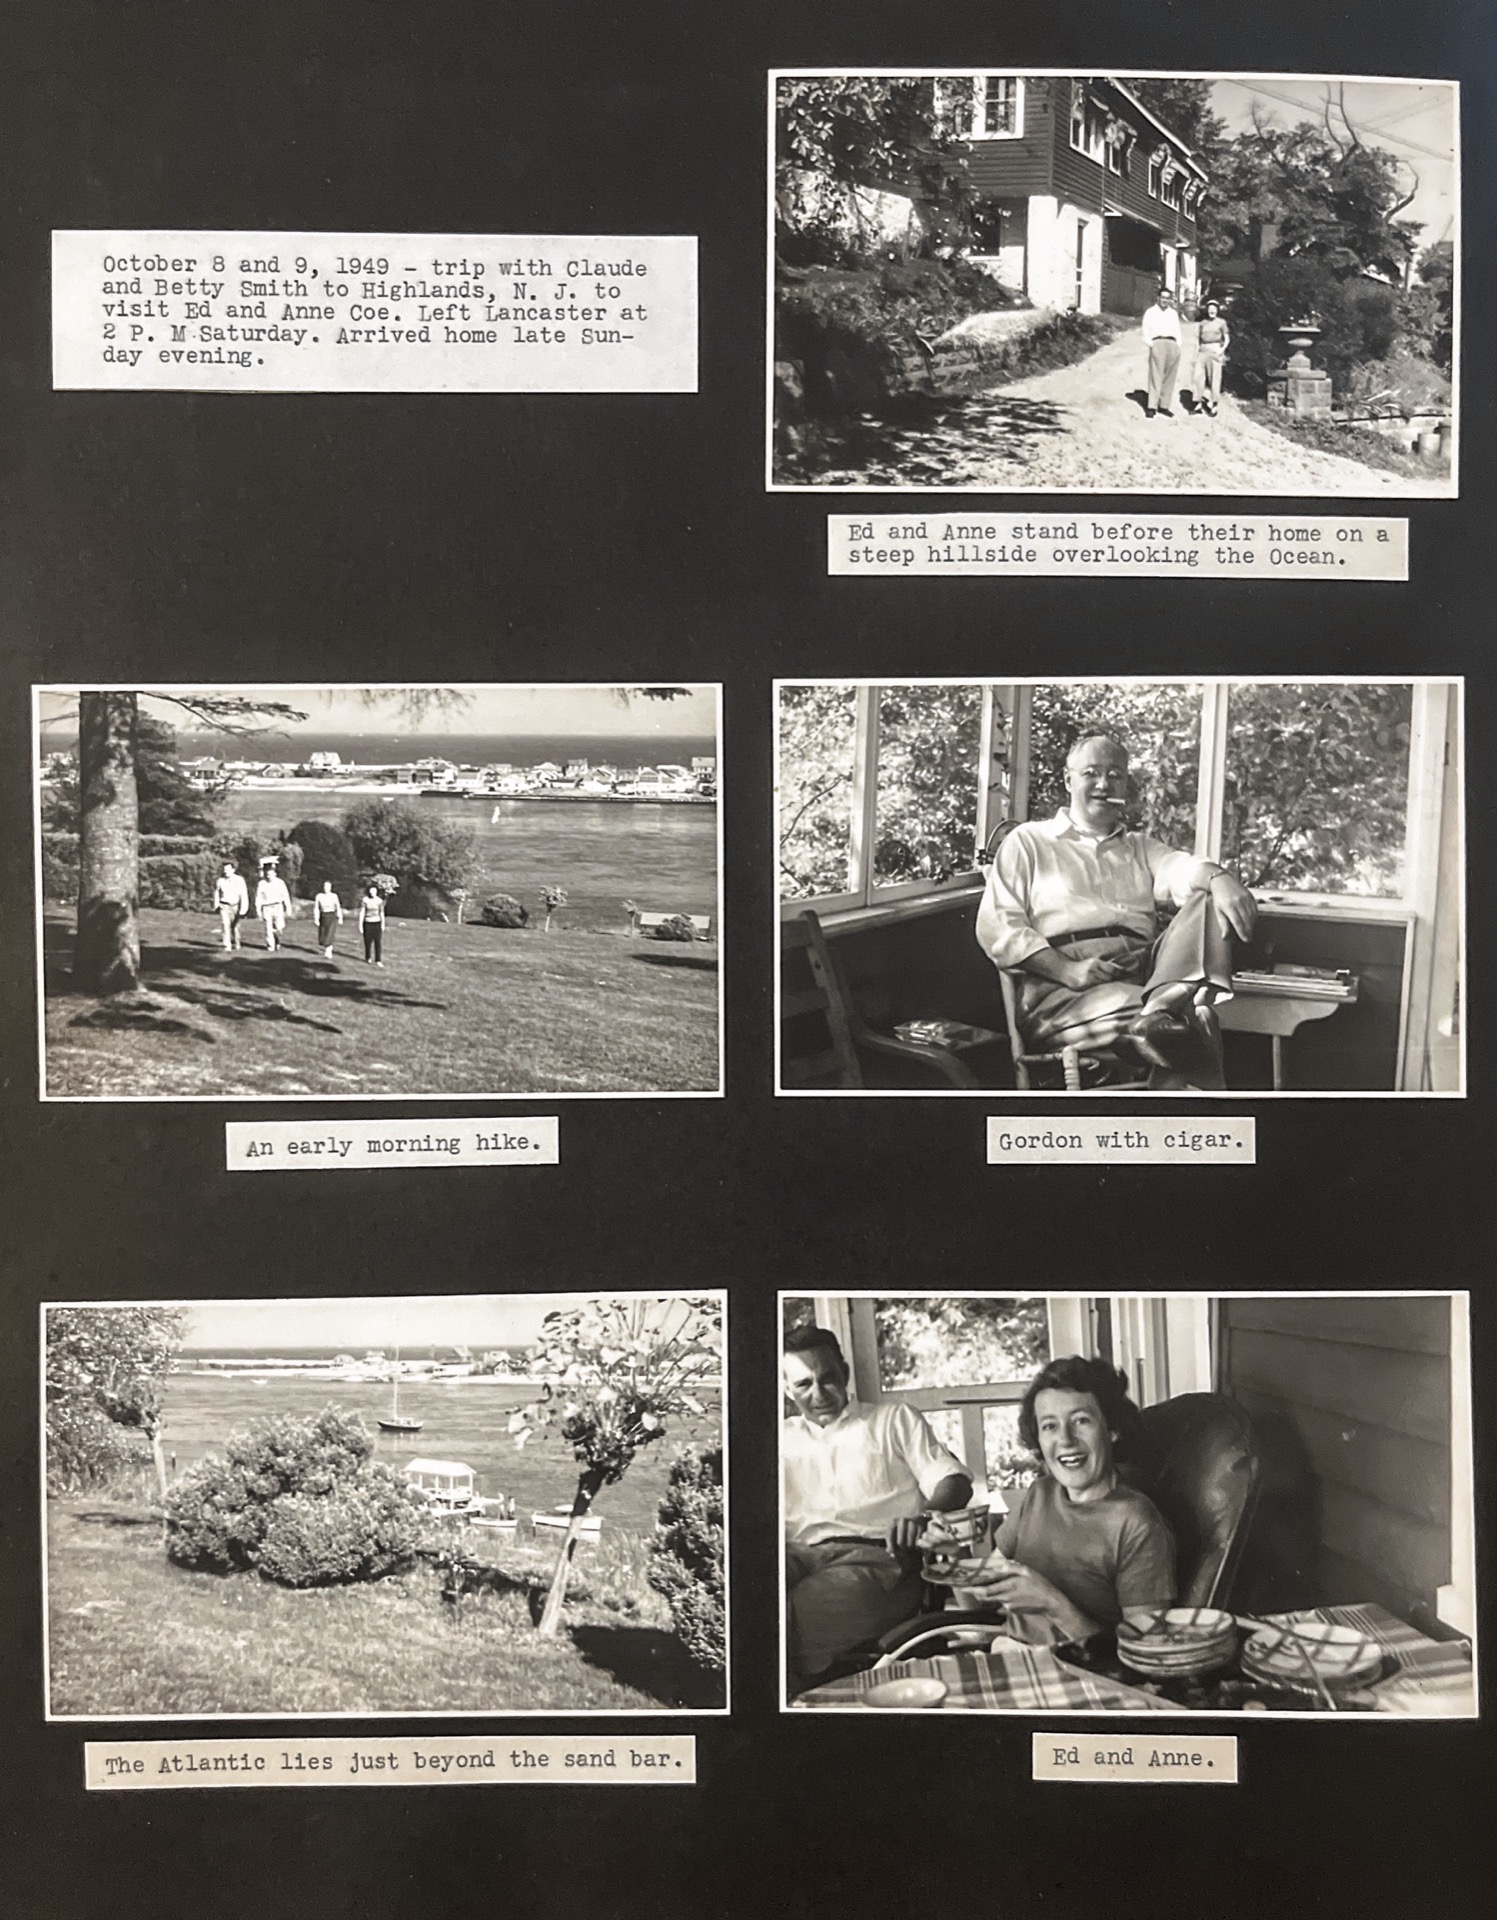 October 8 and 9, 1949 - trip with Claude
and Betty Smith to Highlands, N. J. to
visit Ed and Anne Coe. Left Lancaster at
2 P. M Saturday. Arrived home late Sun-
day evening.
Ed and Anne stand before their home on a
steep hillside overlooking the Ocean.
An early morning hike.
Gordon with cigar.
The Atlantic lies just beyond the sand bar.
Ed and Anne.